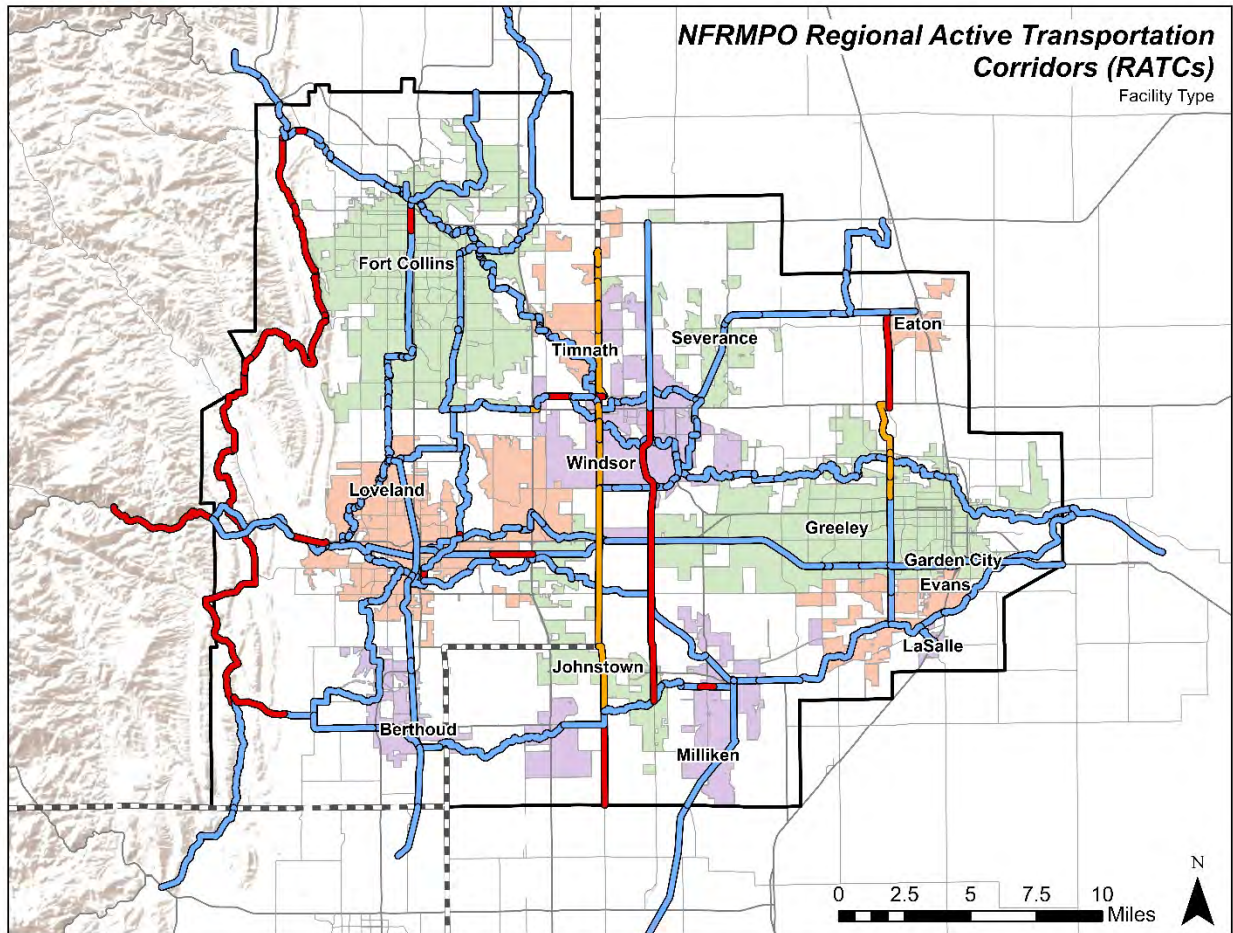 NFRMPO Regional Active Transportation
Corridors (RATCs)
Facility Type
Fort Collins
Timnath
Severance
Eaton
Windsor
Loveland
Greeley
Garden City
Evans
LaSalle
Johnstown
Berthoud
Milliken
N
0 2.5 5 7.5 10
Miles